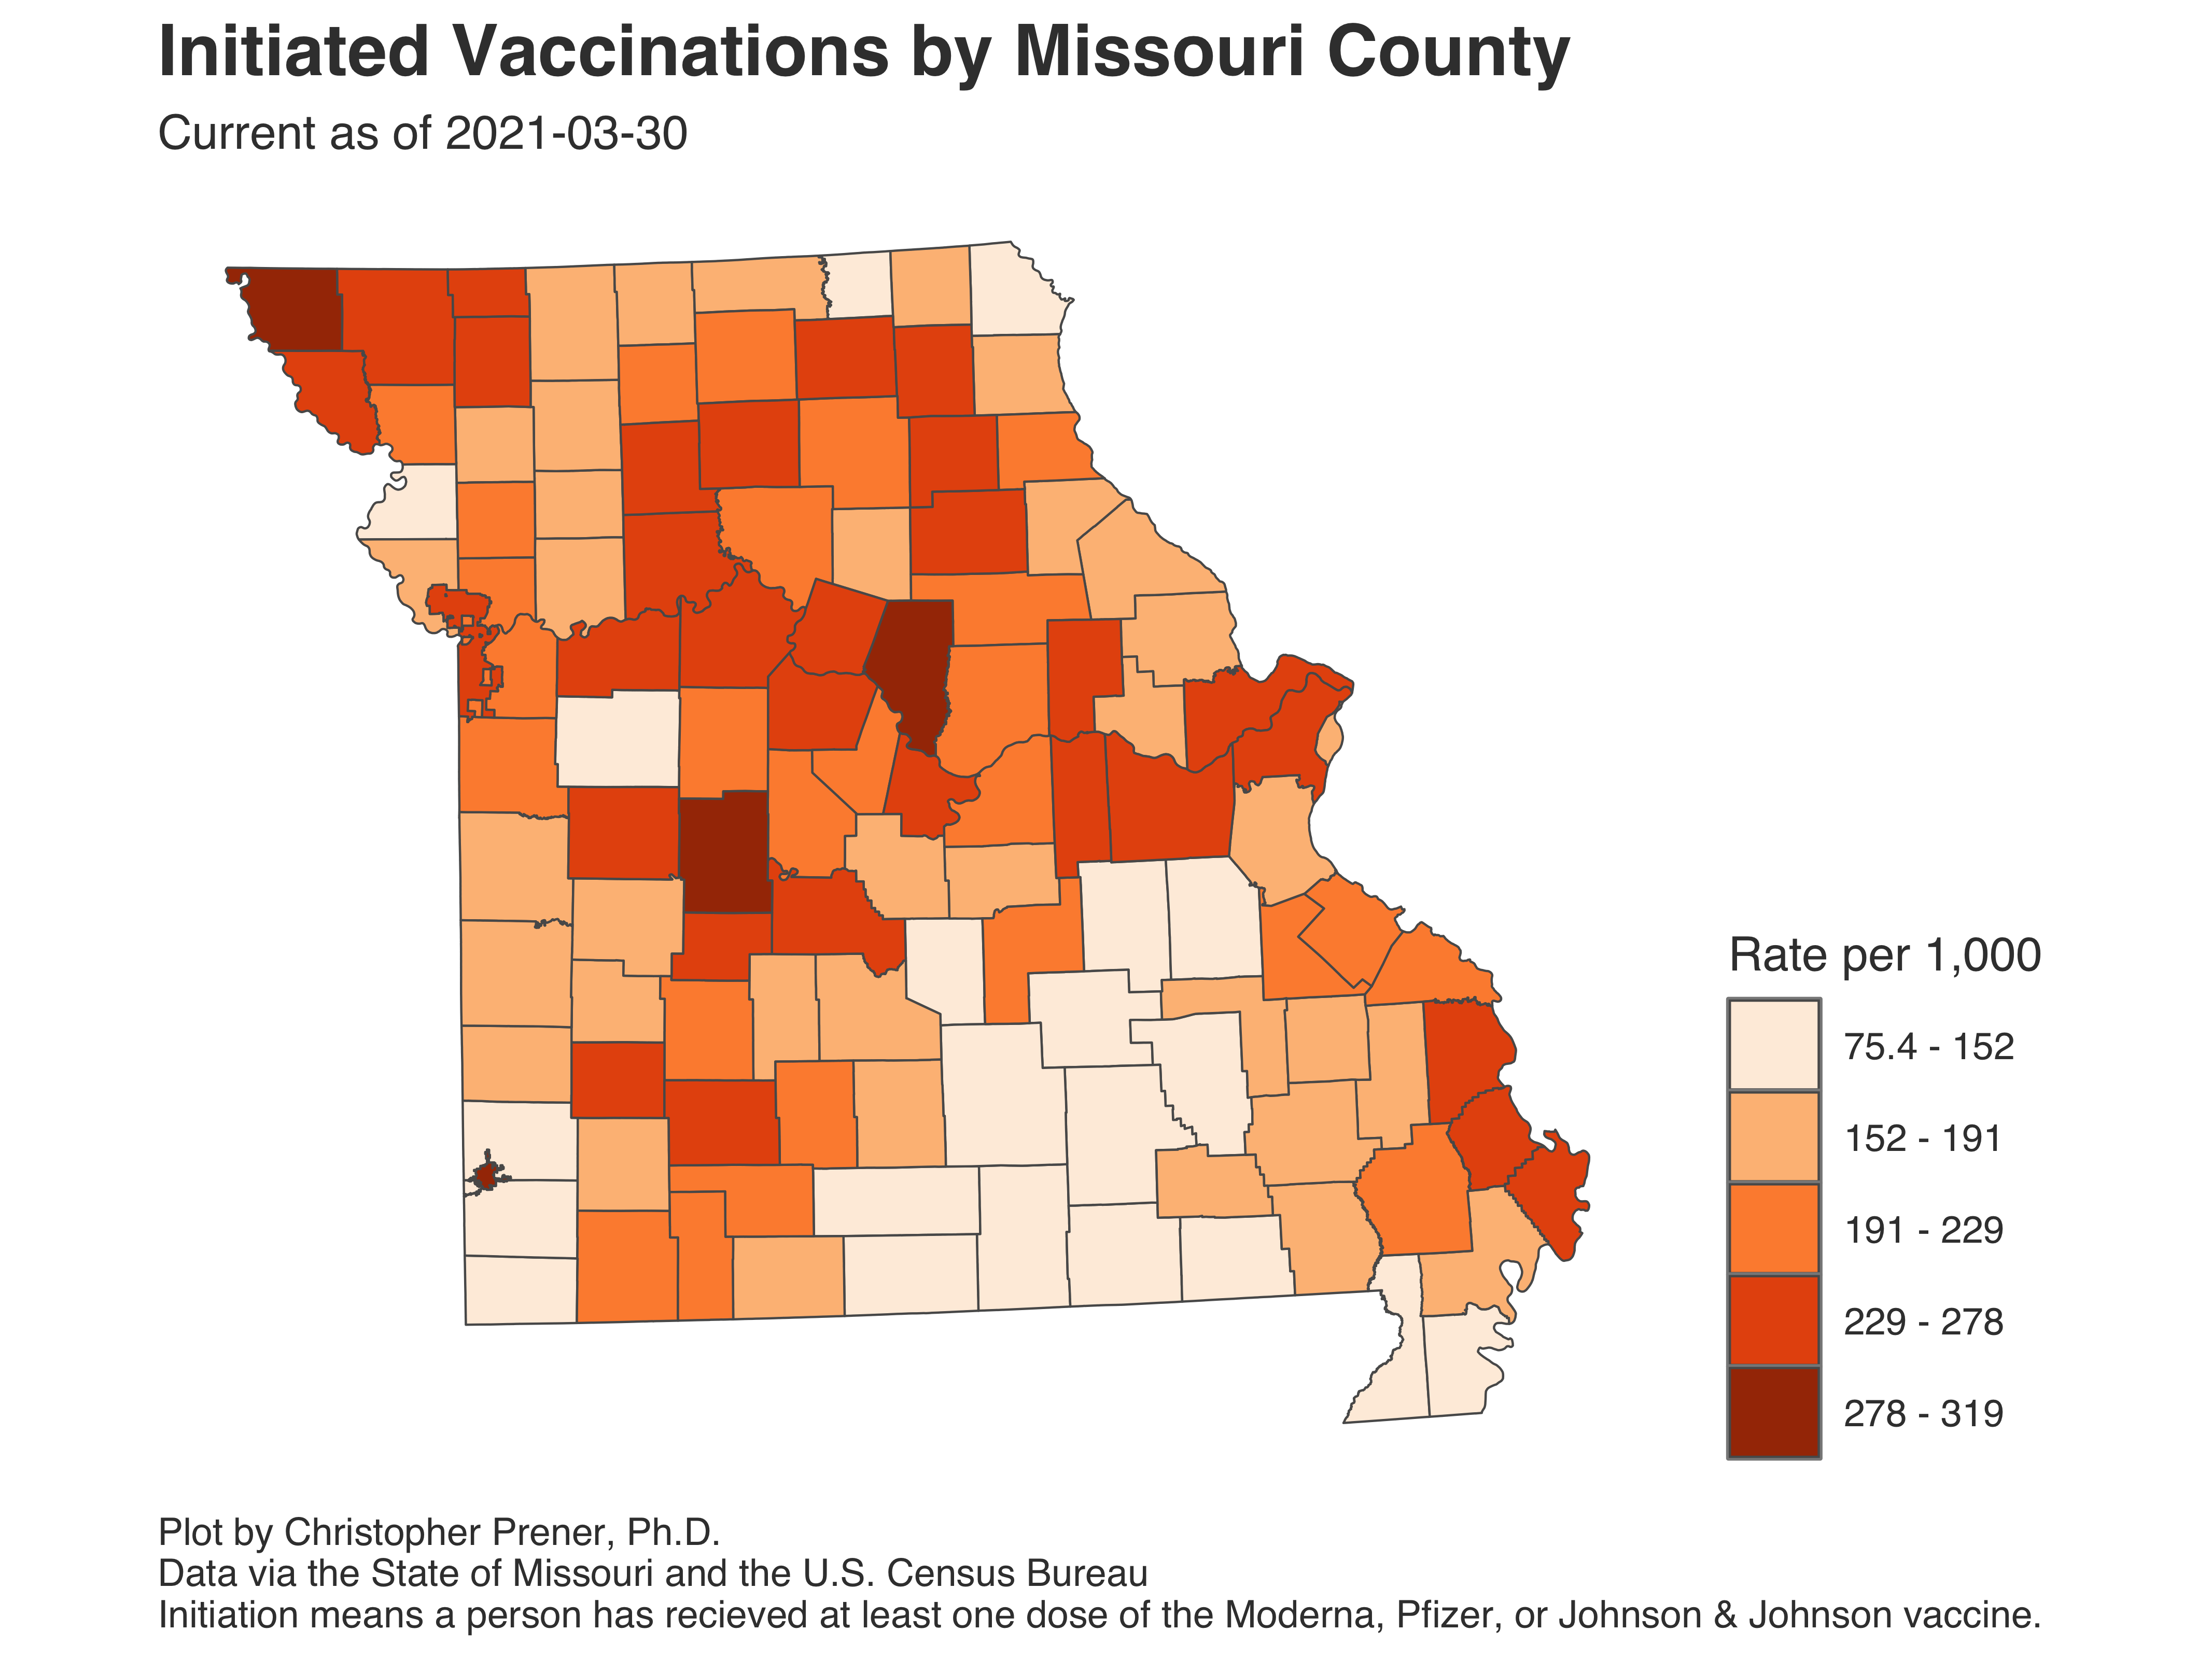 Initiated Vaccinations by Missouri County
Current as of 2021-03-30
Rate per 1,000
75.4 - 152
152 - 191
191 - 229
229 - 278
278 - 319
Plot by Christopher Prener, Ph.D.
Data via the State of Missouri and the U.S. Census Bureau
Initiation means a person has recieved at least one dose of the Moderna, Pfizer, or Johnson & Johnson vaccine.